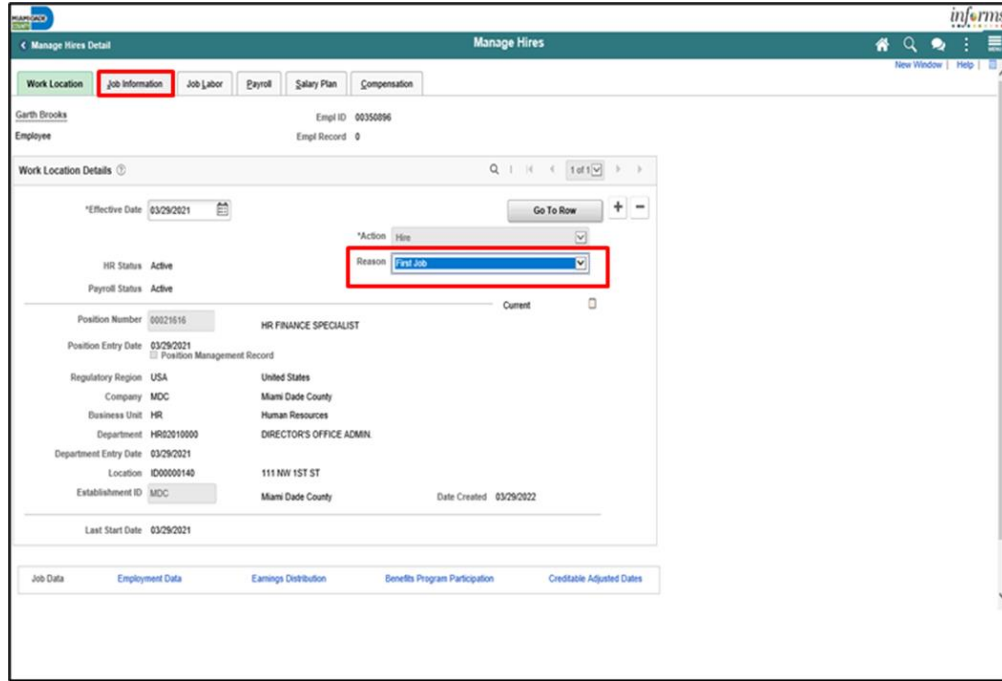 MIAMI-DADE
COUNTY
informs
Manage Hires Detail
Manage Hires
MENU
New Window | Help |
Work Location
Job Information
Job Labor
Payroll
Salary Plan
Compensation
Garth Brooks
Empl ID 00350896
Employee
Empl Record 0
Work Location Details
1 of 1
*Effective Date 03/29/2021
Go To Row
*Action Hire
HR Status Active
Reason First Job
Payroll Status Active
Current
Position Number 00021616
HR FINANCE SPECIALIST
Position Entry Date 03/29/2021
Position Management Record
Regulatory Region USA United States
Company MDC Miami Dade County
Business Unit HR Human Resources
Department HR02010000 DIRECTOR'S OFFICE ADMIN.
Department Entry Date 03/29/2021
Location ID00000140 111 NW 1ST ST
Establishment ID MDC Miami Dade County Date Created 03/29/2022
Last Start Date 03/29/2021
Job Data Employment Data Earnings Distribution Benefits Program Participation Creditable Adjusted Dates